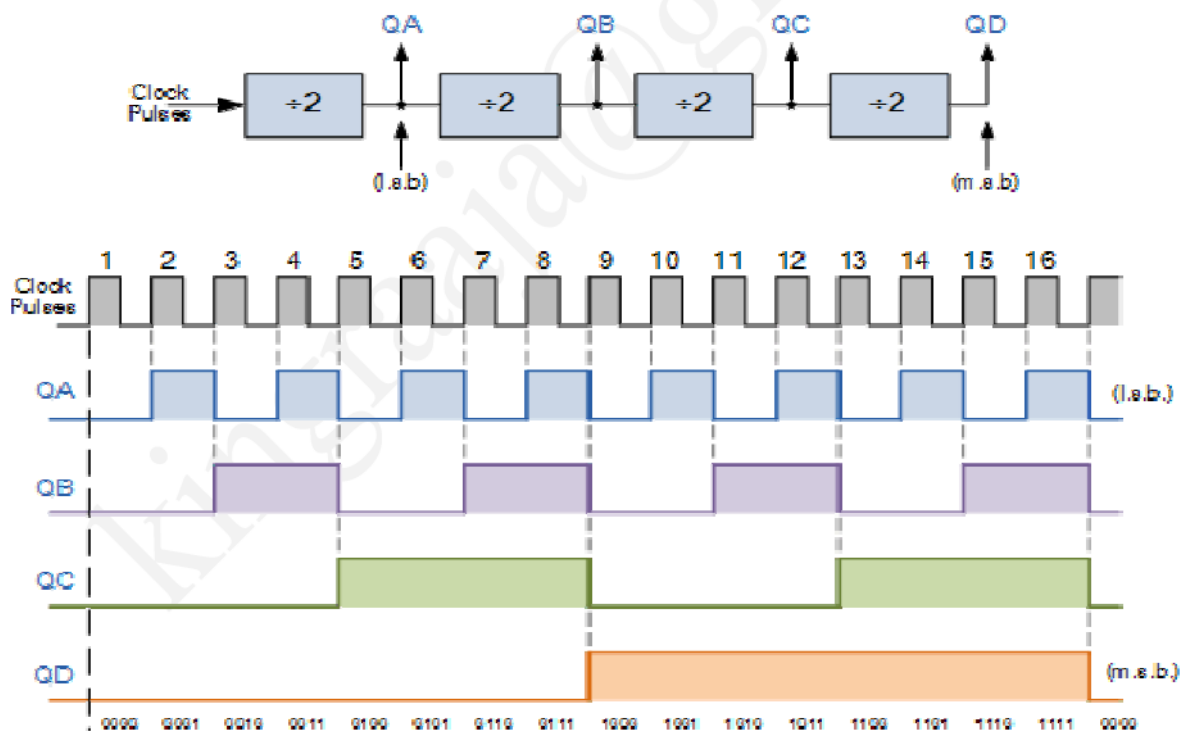 QA QB QC QD
Clock Pulses ÷2 ÷2 ÷2 ÷2
(l.s.b) (m.s.b)
1 2 3 4 5 6 7 8 9 10 11 12 13 14 15 16
Clock Pulses
QA (l.s.b.)
QB
QC
QD (m.s.b.)
0000 0001 0010 0011 0100 0101 0110 0111 1000 1001 1010 1011 1100 1101 1110 1111 0000
kingraaja@g